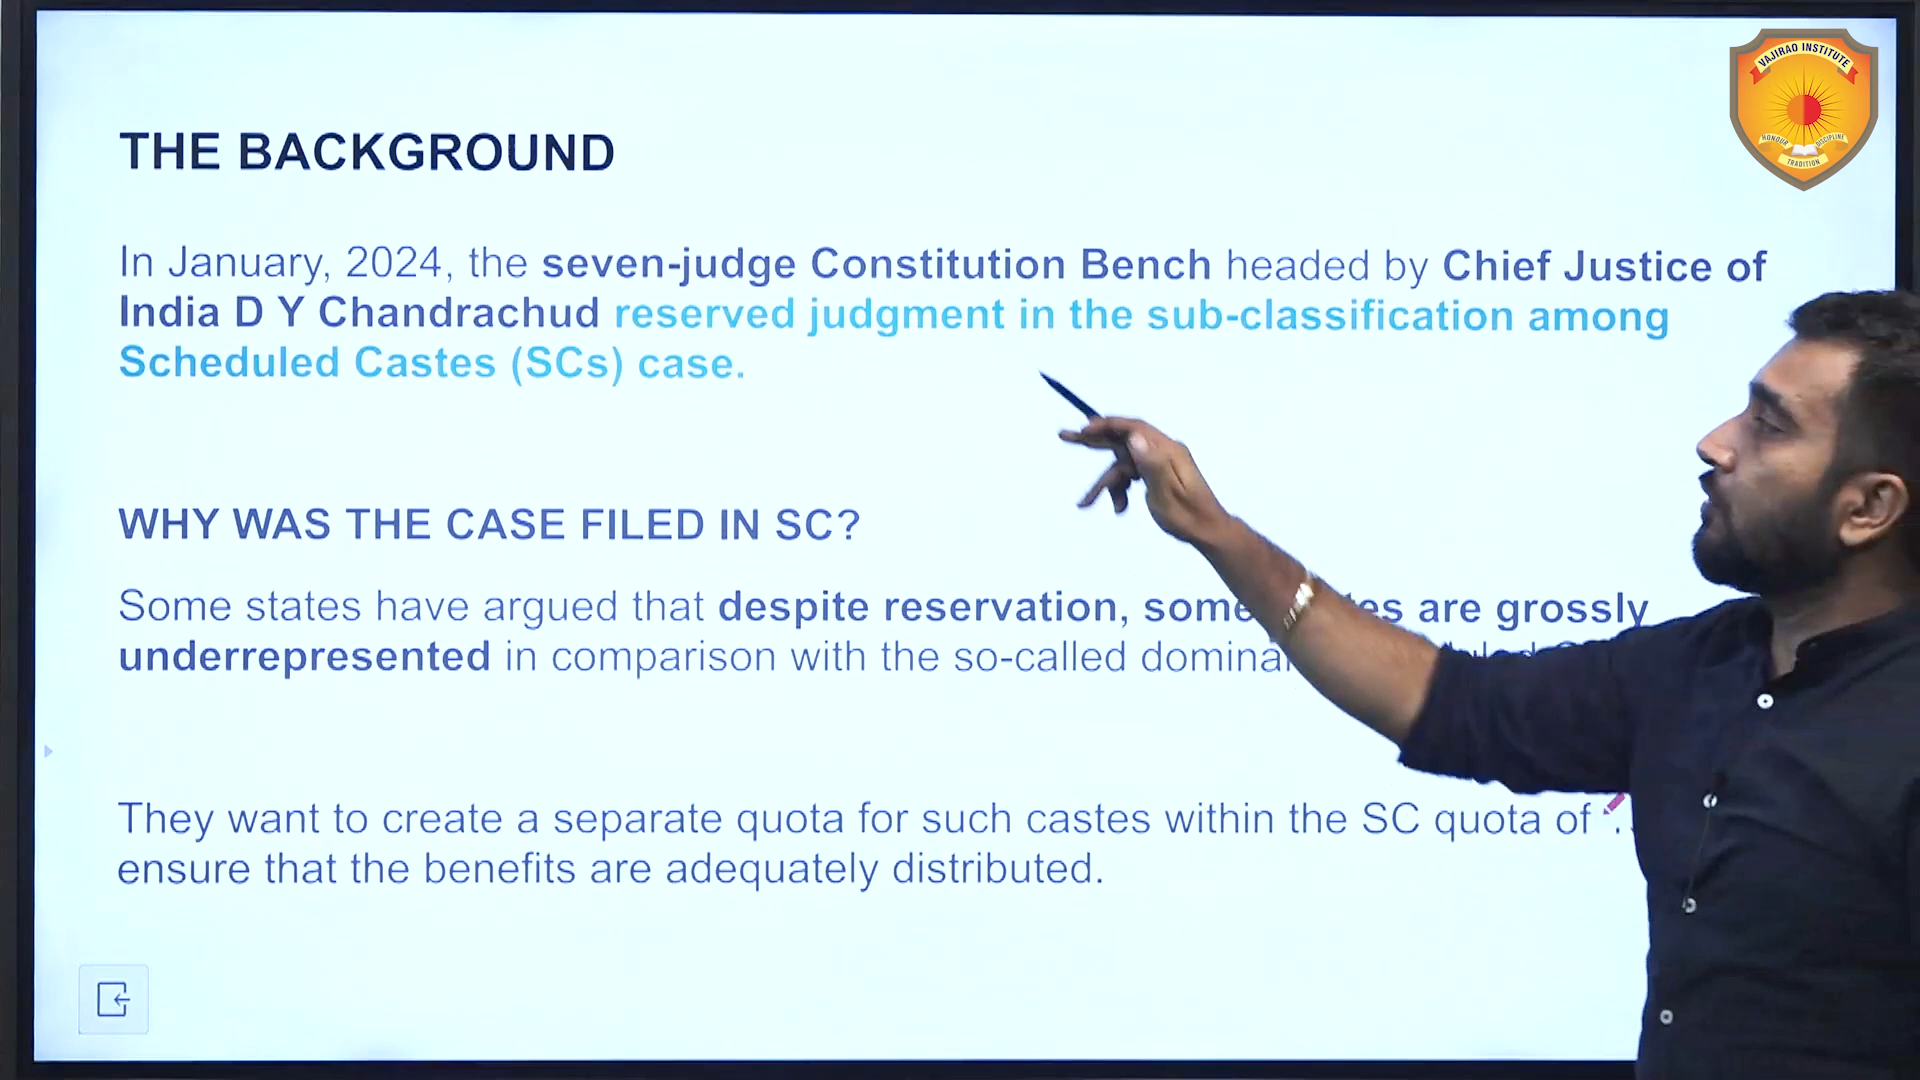 VAJIRAO INSTITUTE
HONOUR DISCIPLINE
TRADITION
THE BACKGROUND
In January, 2024, the seven-judge Constitution Bench headed by Chief Justice of
India D Y Chandrachud reserved judgment in the sub-classification among
Scheduled Castes (SCs) case.
WHY WAS THE CASE FILED IN SC?
Some states have argued that despite reservation, some are grossly
underrepresented in comparison with the so-called
They want to create a separate quota for such castes within the SC quota of
ensure that the benefits are adequately distributed.